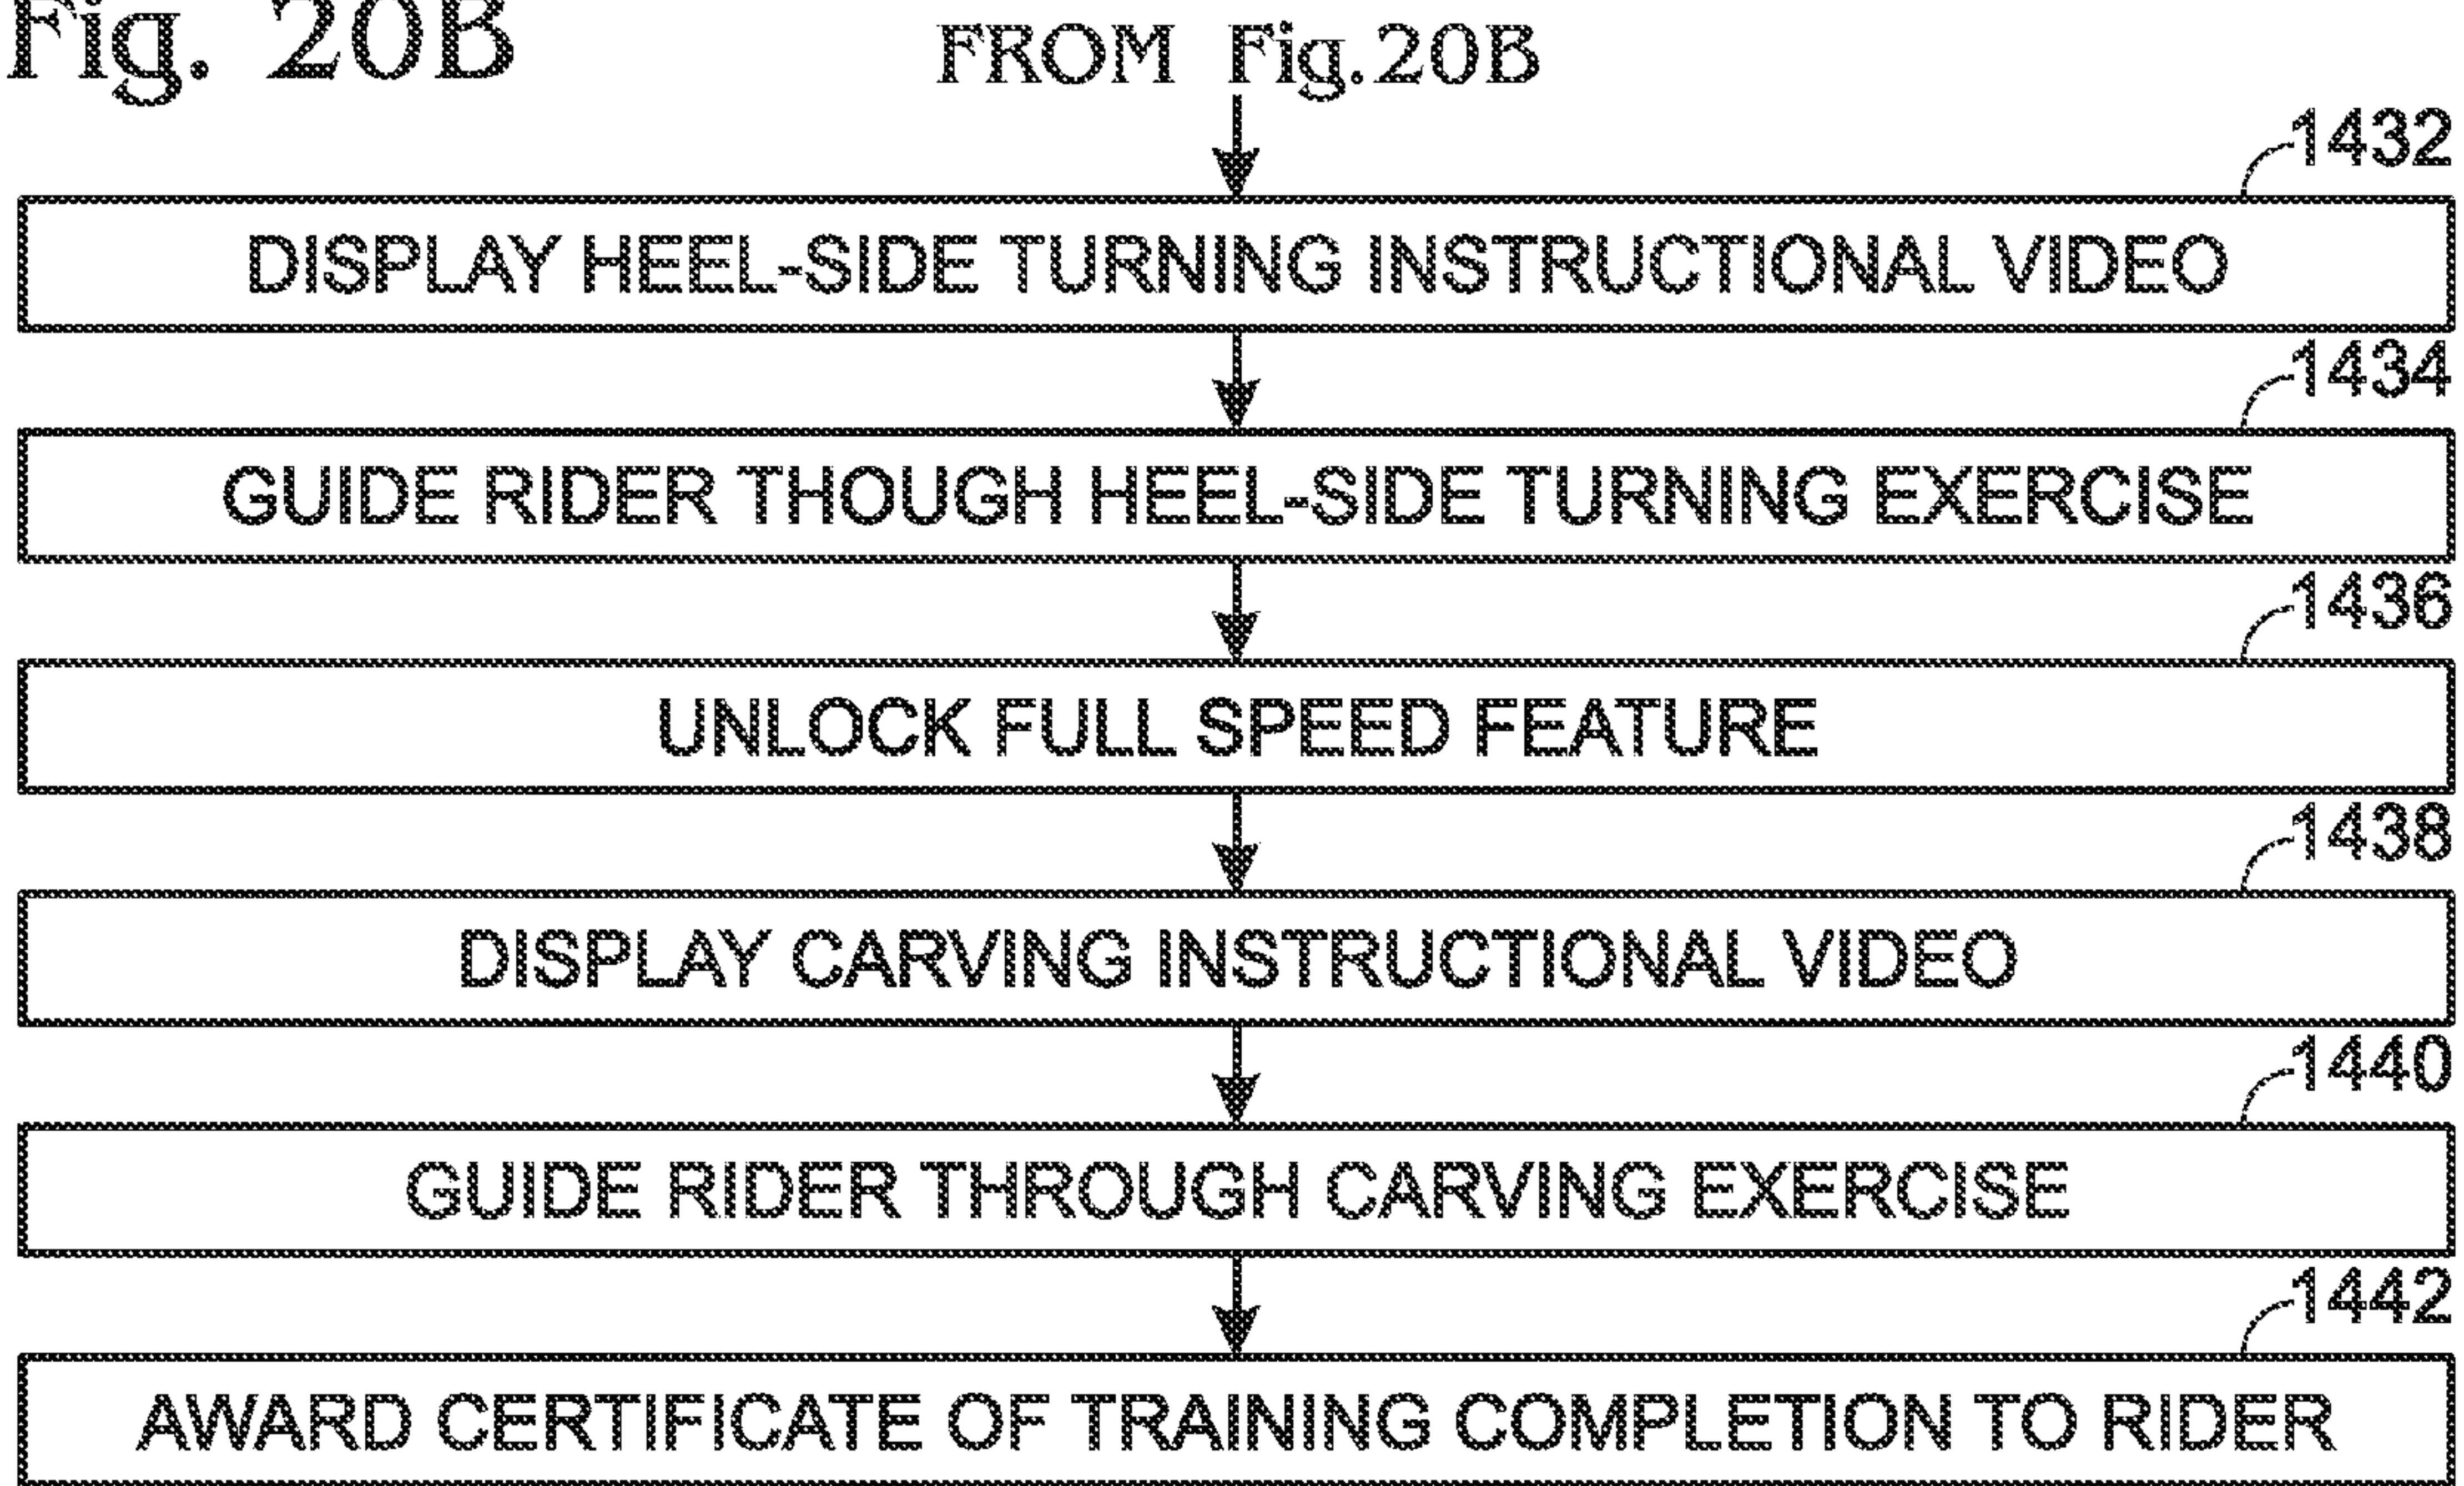 Fig. 20B
FROM Fig.20B
1432
DISPLAY HEEL-SIDE TURNING INSTRUCTIONAL VIDEO
1434
GUIDE RIDER THOUGH HEEL-SIDE TURNING EXERCISE
1436
UNLOCK FULL SPEED FEATURE
1438
DISPLAY CARVING INSTRUCTIONAL VIDEO
1440
GUIDE RIDER THROUGH CARVING EXERCISE
1442
AWARD CERTIFICATE OF TRAINING COMPLETION TO RIDER